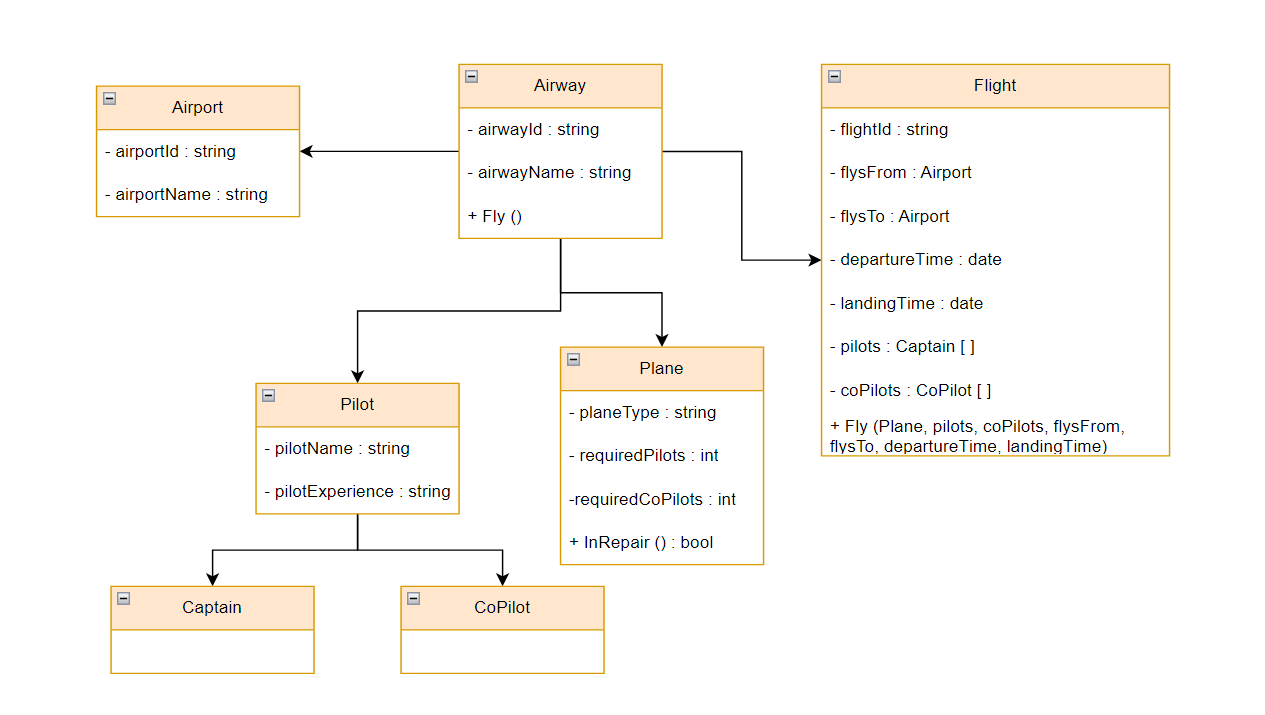 Airport
- airportId : string
- airportName : string
Airway
- airwayId : string
- airwayName : string
+ Fly ()
Flight
- flightId : string
- flysFrom : Airport
- flysTo : Airport
- departureTime : date
- landingTime : date
- pilots : Captain [ ]
- coPilots : CoPilot [ ]
+ Fly (Plane, pilots, coPilots, flysFrom,
flysTo, departureTime, landingTime)
Pilot
- pilotName : string
- pilotExperience : string
Plane
- planeType : string
- requiredPilots : int
-requiredCoPilots : int
+ InRepair () : bool
Captain
CoPilot